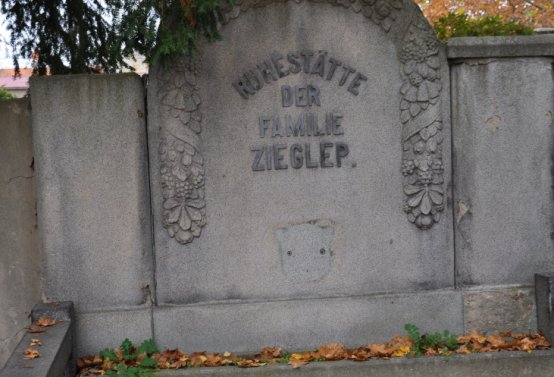 RUHESTÄTTE
DER
FAMILIE
ZIEGLEP.